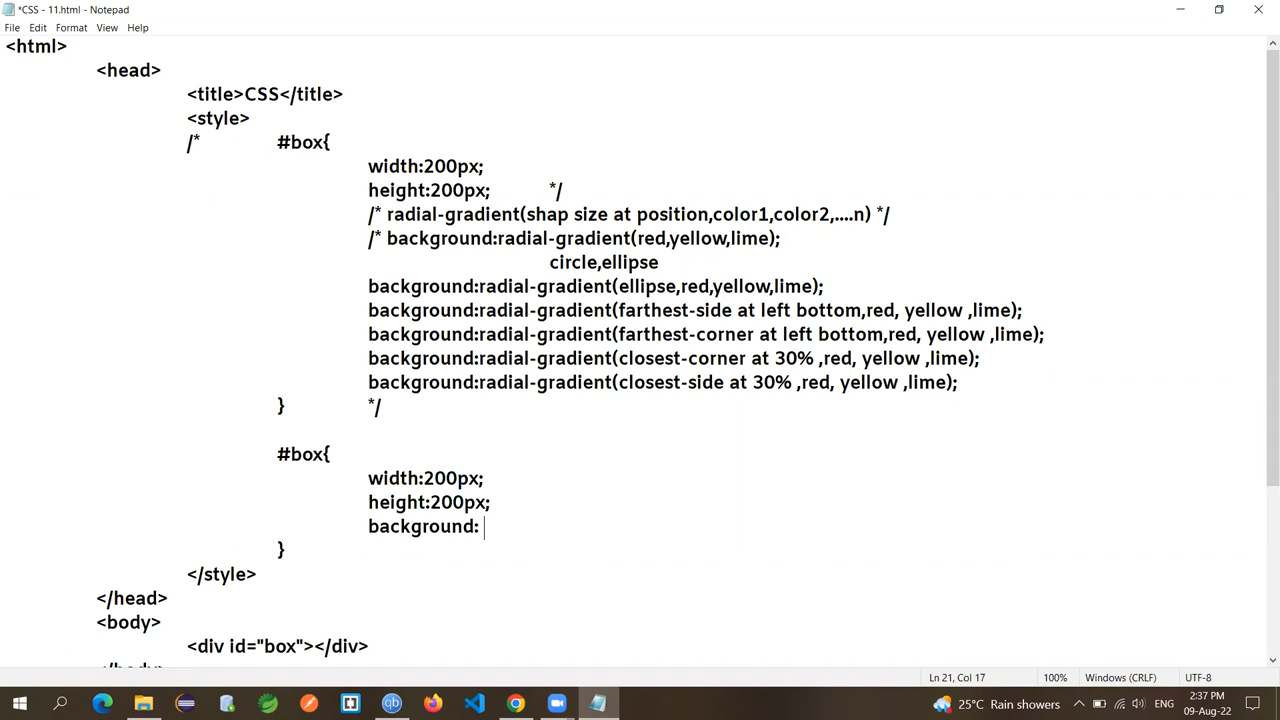 *CSS - 11.html - Notepad
File Edit Format View Help
<html>
<head>
<title>CSS</title>
<style>
/* #box{
width:200px;
height:200px; */
/* radial-gradient(shap size at position,color1,color2,....n) */
/* background:radial-gradient(red,yellow,lime);
circle,ellipse
background:radial-gradient(ellipse,red,yellow,lime);
background:radial-gradient(farthest-side at left bottom,red, yellow ,lime);
background:radial-gradient(farthest-corner at left bottom,red, yellow ,lime);
background:radial-gradient(closest-corner at 30% ,red, yellow ,lime);
background:radial-gradient(closest-side at 30% ,red, yellow ,lime);
} */
#box{
width:200px;
height:200px;
background:
}
</style>
</head>
<body>
<div id="box"></div>
</body>
Ln 21, Col 17 100% Windows (CRLF) UTF-8
qb 25°C Rain showers ENG 2:37 PM
09-Aug-22